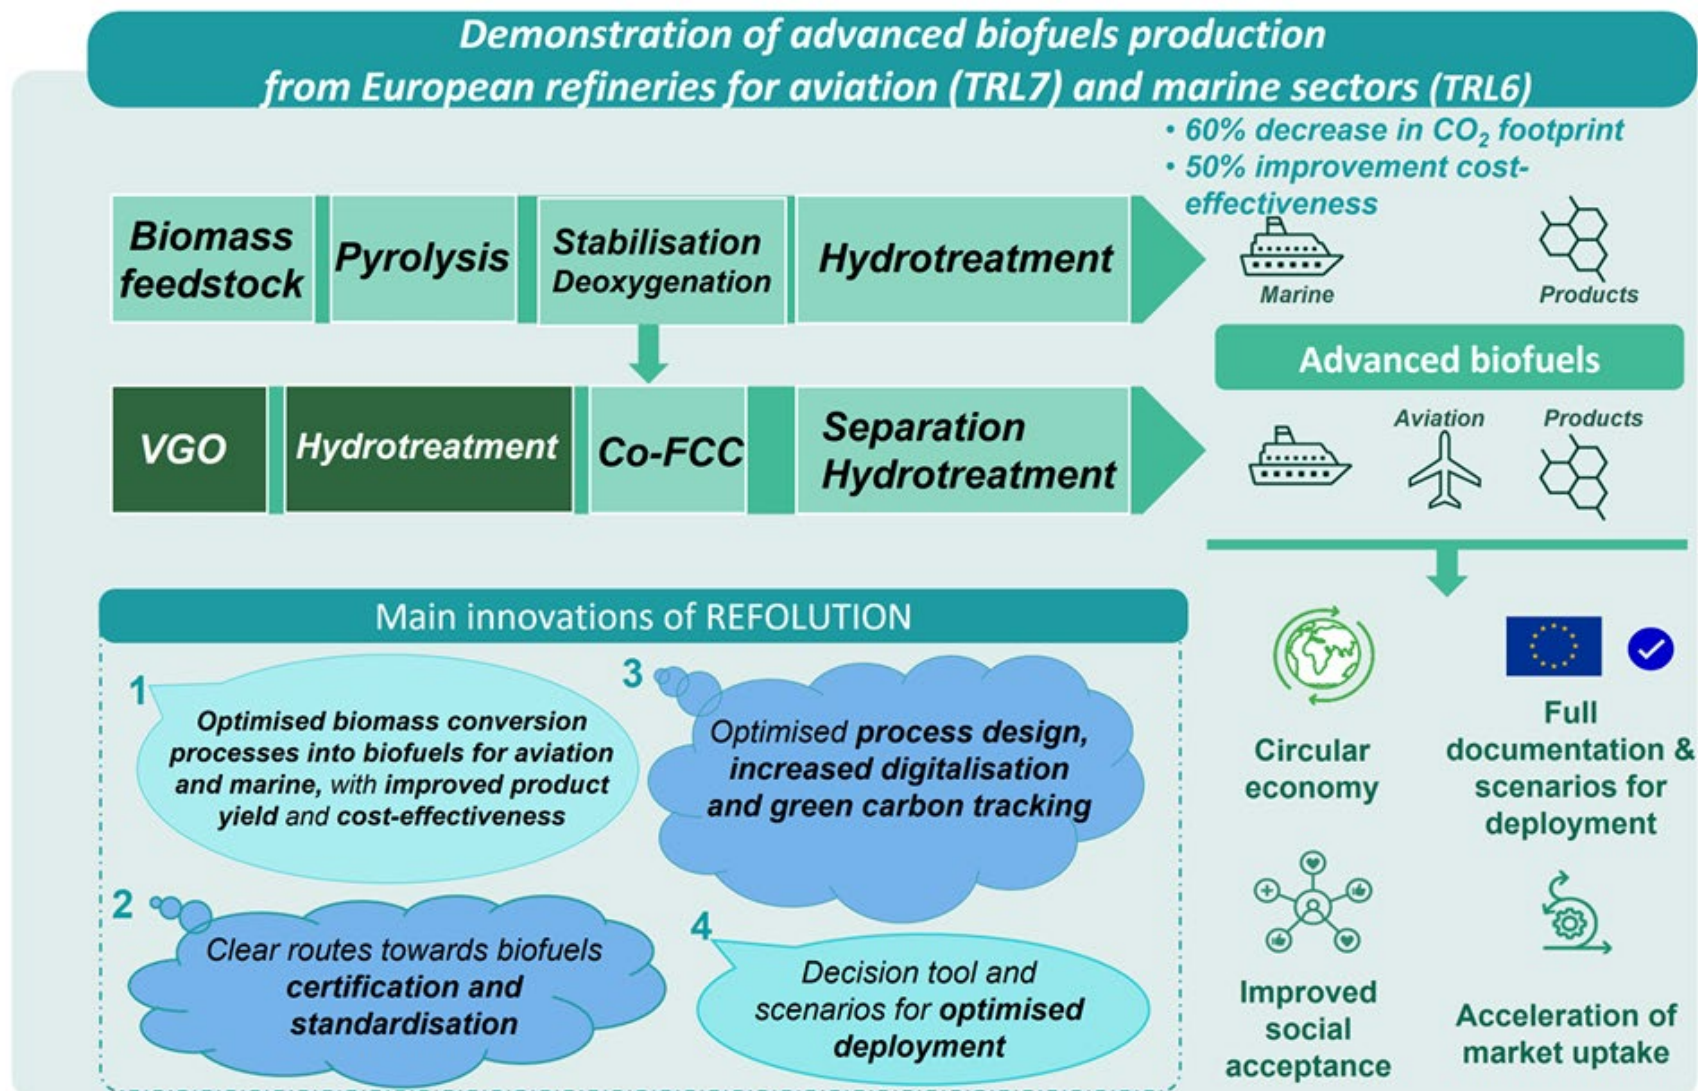 Demonstration of advanced biofuels production
from European refineries for aviation (TRL7) and marine sectors (TRL6)
• 60% decrease in CO₂ footprint
• 50% improvement cost-
effectiveness
Biomass
feedstock
Pyrolysis
Stabilisation
Deoxygenation
Hydrotreatment
Marine
Products
Advanced biofuels
VGO
Hydrotreatment
Co-FCC
Separation
Hydrotreatment
Aviation
Products
Main innovations of REFOLUTION
1
Optimised biomass conversion
processes into biofuels for aviation
and marine, with improved product
yield and cost-effectiveness
2
Clear routes towards biofuels
certification and
standardisation
3
Optimised process design,
increased digitalisation
and green carbon tracking
4
Decision tool and
scenarios for optimised
deployment
Circular
economy
Full
documentation &
scenarios for
deployment
Improved
social
acceptance
Acceleration of
market uptake